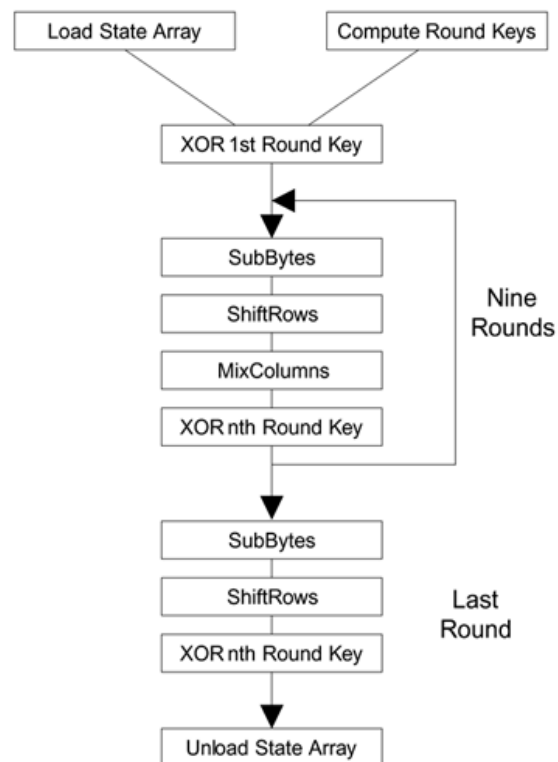 Load State Array
Compute Round Keys
XOR 1st Round Key
SubBytes
ShiftRows
MixColumns
XOR nth Round Key
Nine
Rounds
SubBytes
ShiftRows
XOR nth Round Key
Last
Round
Unload State Array